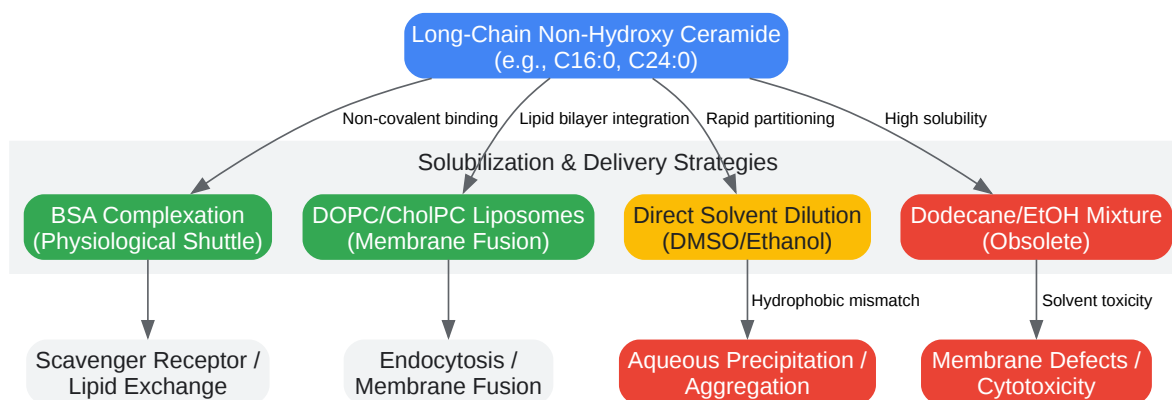 Long-Chain Non-Hydroxy Ceramide
(e.g., C16:0, C24:0)
Non-covalent binding
Lipid bilayer integration
Rapid partitioning
High solubility
Solubilization & Delivery Strategies
BSA Complexation
(Physiological Shuttle)
DOPC/CholPC Liposomes
(Membrane Fusion)
Direct Solvent Dilution
(DMSO/Ethanol)
Dodecane/EtOH Mixture
(Obsolete)
Hydrophobic mismatch
Solvent toxicity
Scavenger Receptor /
Lipid Exchange
Endocytosis /
Membrane Fusion
Aqueous Precipitation /
Aggregation
Membrane Defects /
Cytotoxicity